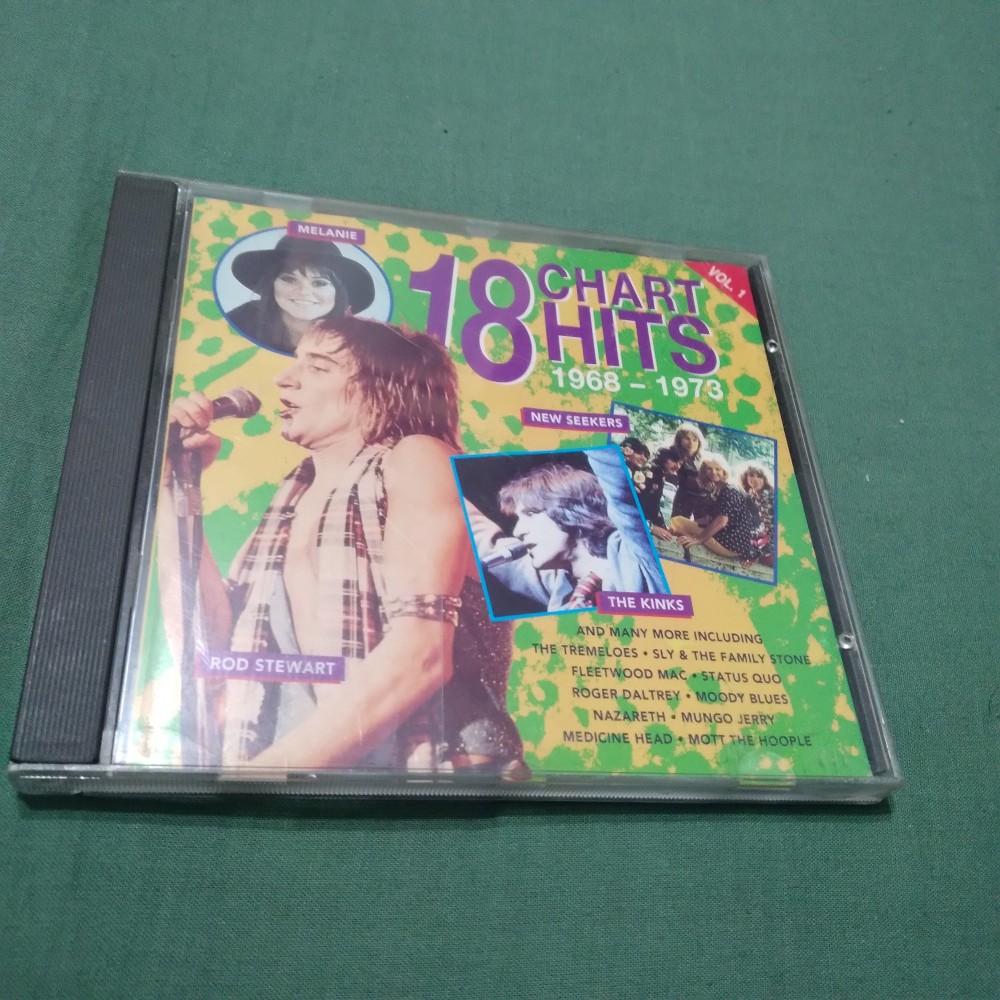 MELANIE
18 CHART
HITS
1968 - 1973
VOL. 1
NEW SEEKERS
THE KINKS
ROD STEWART
AND MANY MORE INCLUDING
THE TREMELOES • SLY & THE FAMILY STONE
FLEETWOOD MAC • STATUS QUO
ROGER DALTREY • MOODY BLUES
NAZARETH • MUNGO JERRY
MEDICINE HEAD • MOTT THE HOOPLE